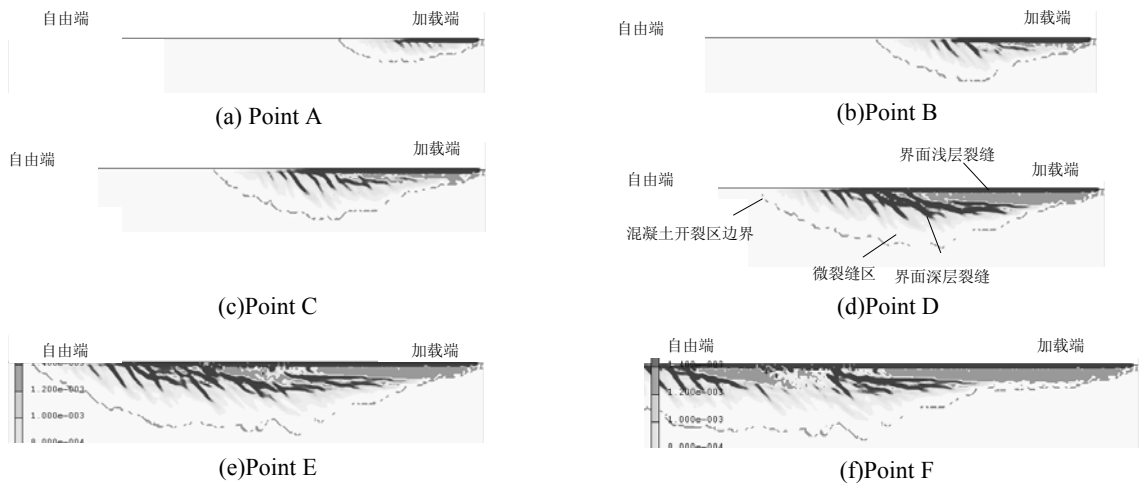 自由端
加载端
(a) Point A
自由端
加载端
(b)Point B
自由端
加载端
(c)Point C
界面浅层裂缝
自由端
加载端
混凝土开裂区边界
微裂缝区
界面深层裂缝
(d)Point D
自由端
加载端
1.200e-003
1.000e-003
(e)Point E
自由端
加载端
1.200e-003
1.000e-003
(f)Point F